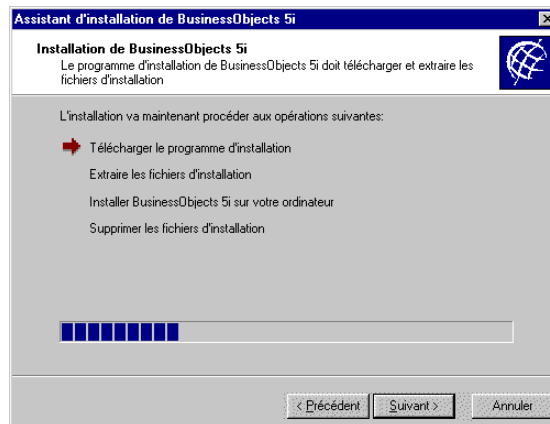 Assistant d'installation de BusinessObjects 5i
Installation de BusinessObjects 5i
Le programme d'installation de BusinessObjects 5i doit télécharger et extraire les
fichiers d'installation
L'installation va maintenant procéder aux opérations suivantes:
Télécharger le programme d'installation
Extraire les fichiers d'installation
Installer BusinessObjects 5i sur votre ordinateur
Supprimer les fichiers d'installation
< Précédent
Suivant >
Annuler